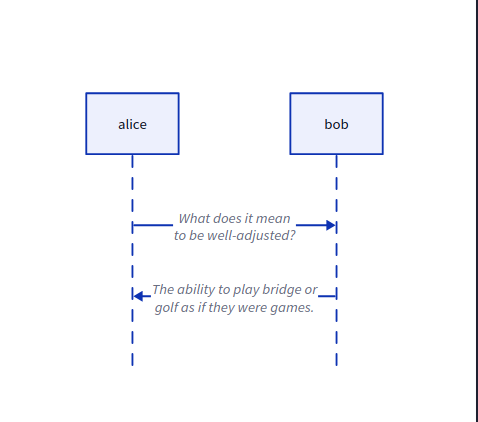 alice
bob
What does it mean
to be well-adjusted?
The ability to play bridge or
golf as if they were games.